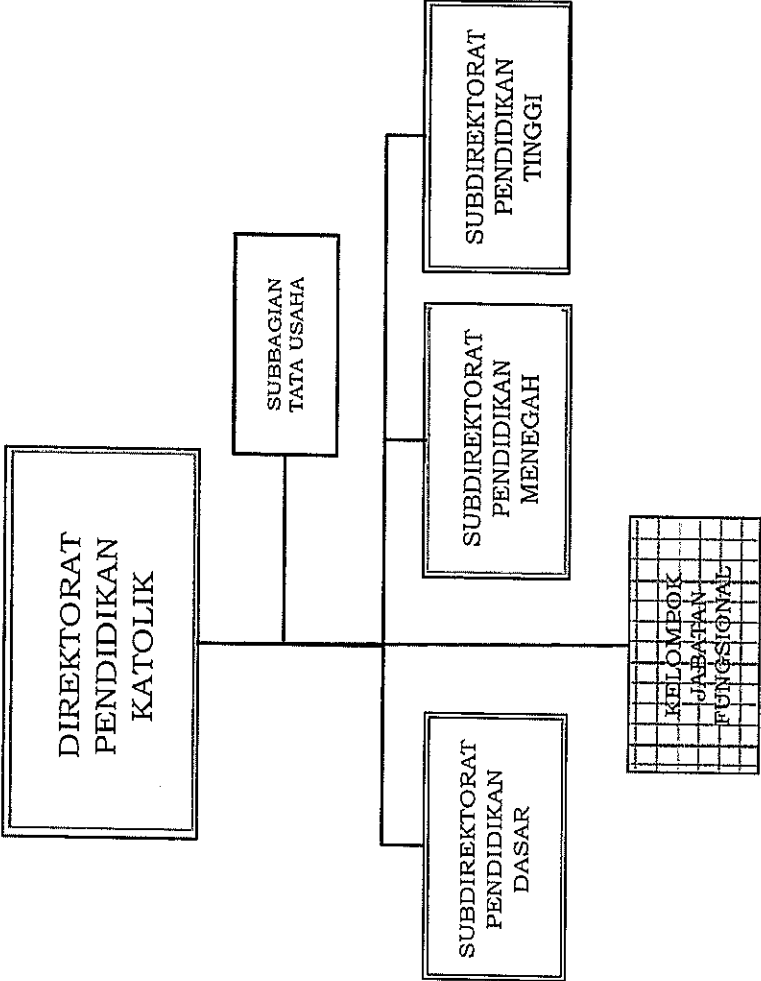 DIREKTORAT
PENDIDIKAN
KATOLIK
SUBBAGIAN
TATA USAHA
SUBDIREKTORAT
PENDIDIKAN
DASAR
SUBDIREKTORAT
PENDIDIKAN
MENEGAH
SUBDIREKTORAT
PENDIDIKAN
TINGGI
KELOMPOK
JABATAN
FUNGSIONAL